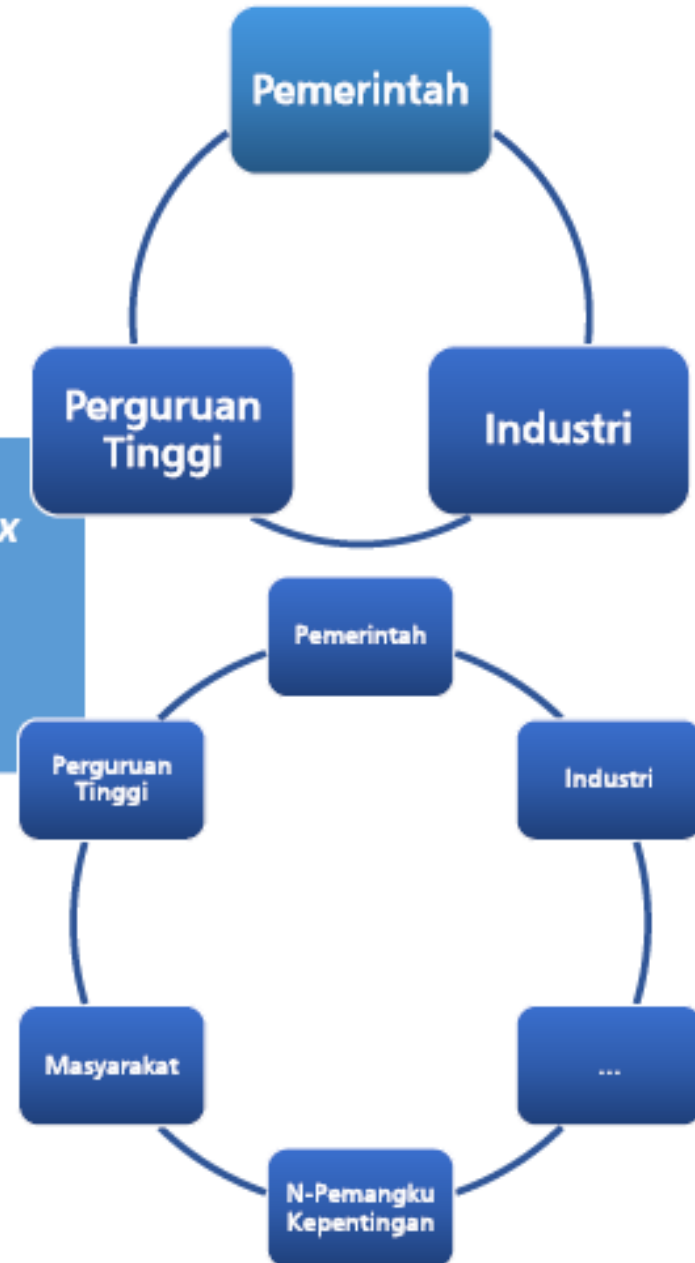 Pemerintah
Perguruan
Tinggi
Industri
x
Pemerintah
Perguruan
Tinggi
Industri
Masyarakat
...
N-Pemangku
Kepentingan